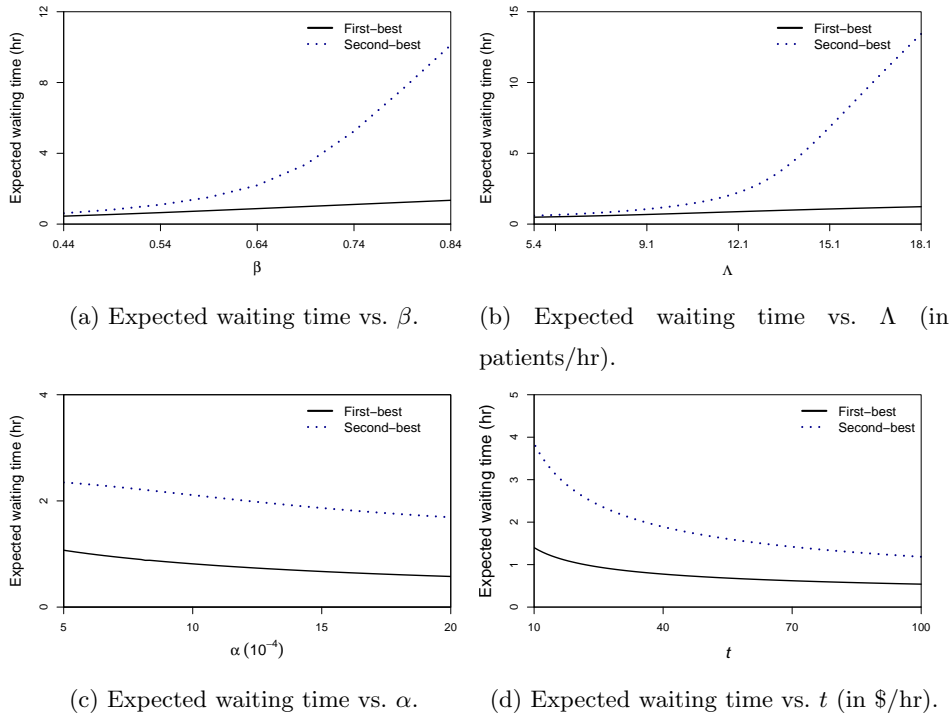 12
8
4
0
Expected waiting time (hr)
First−best
Second−best
0.44 0.54 0.64 0.74 0.84
β
(a) Expected waiting time vs. β.
15
10
5
0
Expected waiting time (hr)
First−best
Second−best
5.4 9.1 12.1 15.1 18.1
Λ
(b) Expected waiting time vs. Λ (in
patients/hr).
4
2
0
Expected waiting time (hr)
First−best
Second−best
5 10 15 20
α (10⁻⁴)
(c) Expected waiting time vs. α.
5
4
3
2
1
0
Expected waiting time (hr)
First−best
Second−best
10 40 70 100
t
(d) Expected waiting time vs. t (in $/hr).